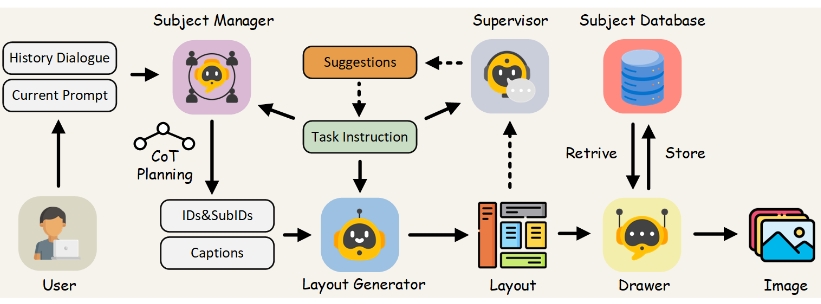 Subject Manager
Supervisor
Subject Database
History Dialogue
Current Prompt
Suggestions
Task Instruction
CoT
Planning
Retrive
Store
IDs&SubIDs
Captions
User
Layout Generator
Layout
Drawer
Image